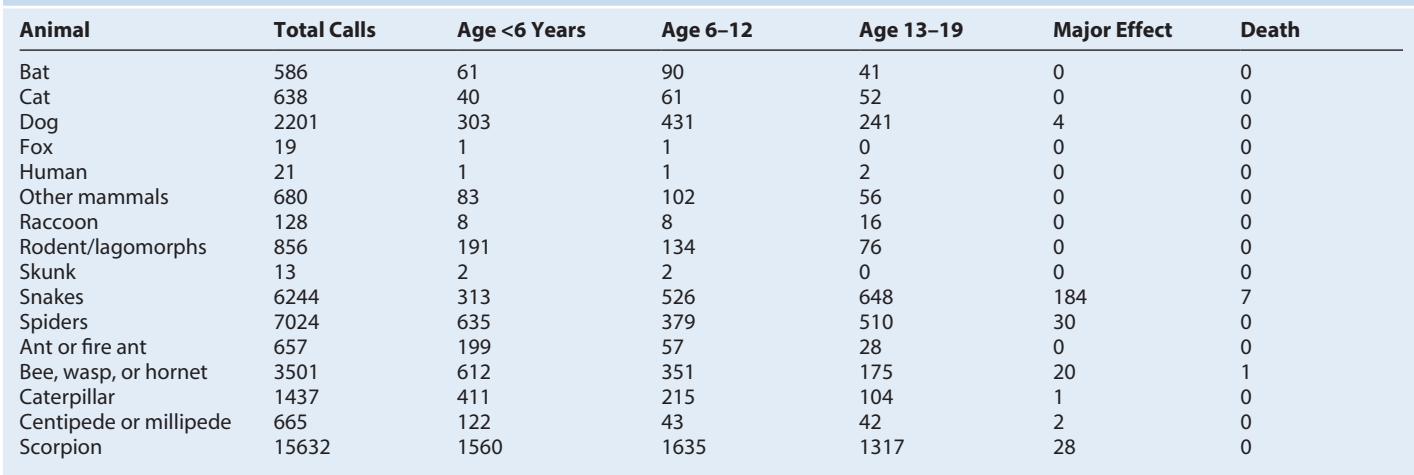 Animal Total Calls Age <6 Years Age 6–12 Age 13–19 Major Effect Death
Bat 586 61 90 41 0 0
Cat 638 40 61 52 0 0
Dog 2201 303 431 241 4 0
Fox 19 1 1 0 0 0
Human 21 1 1 2 0 0
Other mammals 680 83 102 56 0 0
Raccoon 128 8 8 16 0 0
Rodent/lagomorphs 856 191 134 76 0 0
Skunk 13 2 2 0 0 0
Snakes 6244 313 526 648 184 7
Spiders 7024 635 379 510 30 0
Ant or fire ant 657 199 57 28 0 0
Bee, wasp, or hornet 3501 612 351 175 20 1
Caterpillar 1437 411 215 104 1 0
Centipede or millipede 665 122 43 42 2 0
Scorpion 15632 1560 1635 1317 28 0